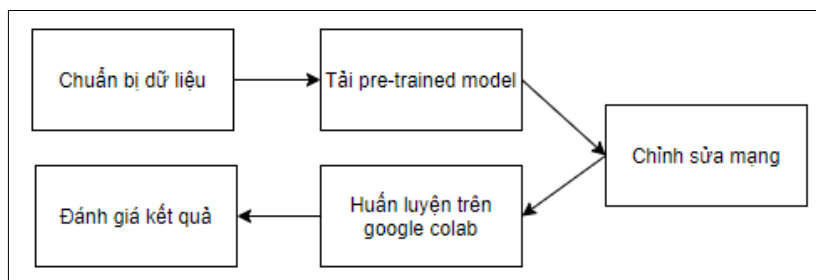 Chuẩn bị dữ liệu
Tải pre-trained model
Chỉnh sửa mạng
Huấn luyện trên
google colab
Đánh giá kết quả